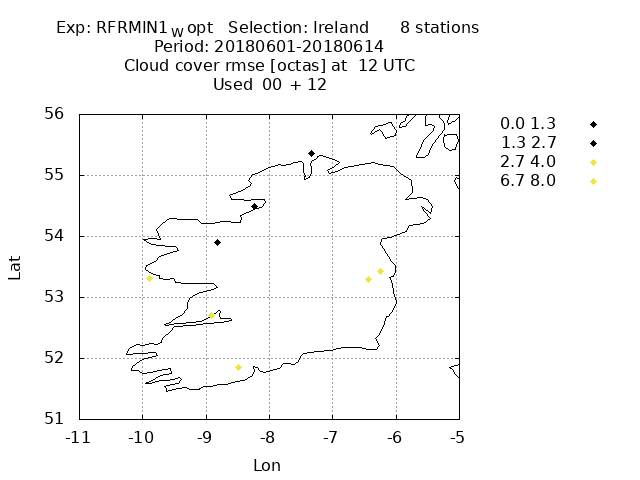 Exp: RFRMIN1 W opt Selection: Ireland 8 stations
Period: 20180601-20180614
Cloud cover rmse [octas] at 12 UTC
Used 00 + 12
0.0 1.3
1.3 2.7
2.7 4.0
6.7 8.0
56
55
54
53
52
51
Lat
-11 -10 -9 -8 -7 -6 -5
Lon